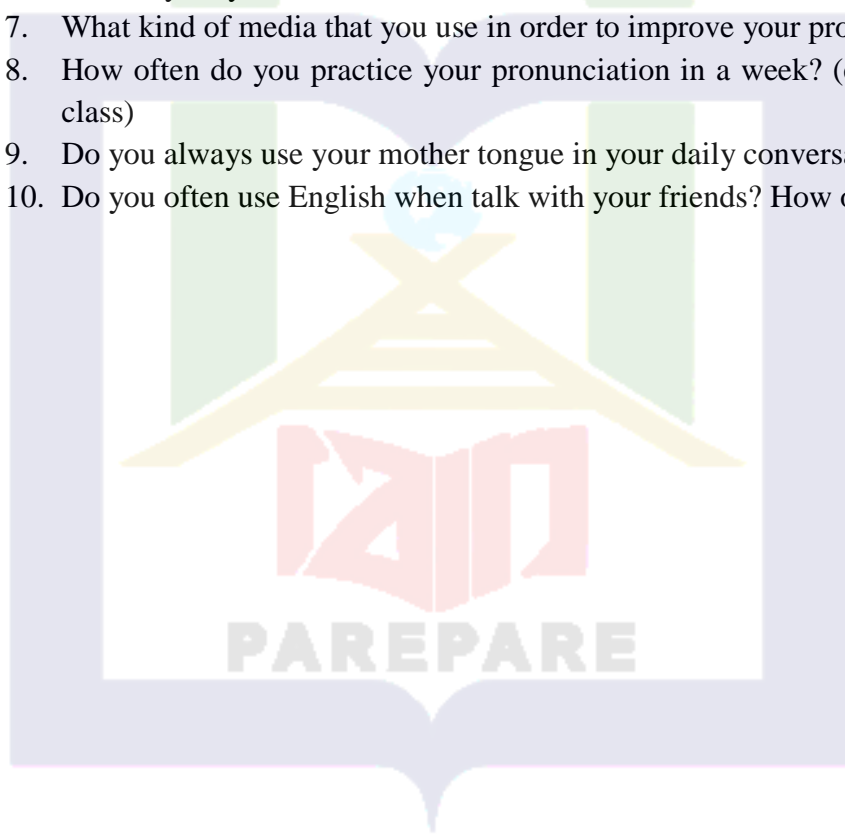 7. What kind of media that you use in order to improve your
8. How often do you practice your pronunciation in a week?
class)
9. Do you always use your mother tongue in your daily
10. Do you often use English when talk with your friends? How
iain
PAREPARE